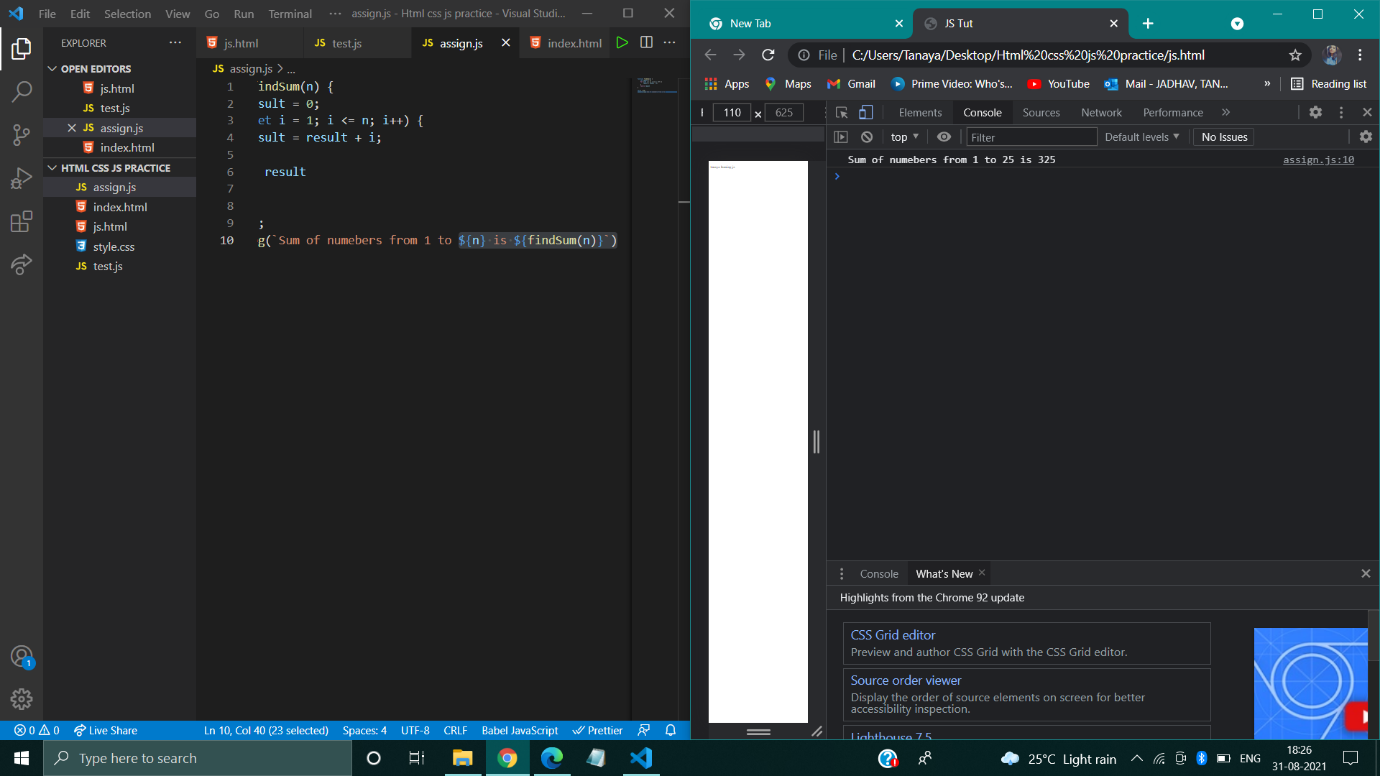 File Edit Selection View Go Run Terminal ··· assign.js - Html css js practice - Visual Studi...
EXPLORER ···
OPEN EDITORS
js.html
test.js
assign.js
index.html
HTML CSS JS PRACTICE
assign.js
index.html
js.html
style.css
test.js
js.html JS test.js JS assign.js index.html
JS assign.js > ...
1 indSum(n) {
2 sult = 0;
3 et i = 1; i <= n; i++) {
4 sult = result + i;
5
6 result
7
8
9 ;
10 g(`Sum of numebers from 1 to ${n} is ${findSum(n)}`)
0 0 Live Share Ln 10, Col 40 (23 selected) Spaces: 4 UTF-8 CRLF Babel JavaScript Prettier
New Tab JS Tut
File | C:/Users/Tanaya/Desktop/Html%20css%20js%20practice/js.html
Apps Maps Gmail Prime Video: Who's... YouTube Mail - JADHAV, TAN... » Reading list
110 × 625
Elements Console Sources Network Performance »
top Filter Default levels No Issues
Sum of numebers from 1 to 25 is 325 assign.js:10
Console What's New
Highlights from the Chrome 92 update
CSS Grid editor
Preview and author CSS Grid with the CSS Grid editor.
Source order viewer
Display the order of source elements on screen for better
accessibility inspection.
Lighthouse 7.5
Type here to search
25°C Light rain ENG 18:26
31-08-2021